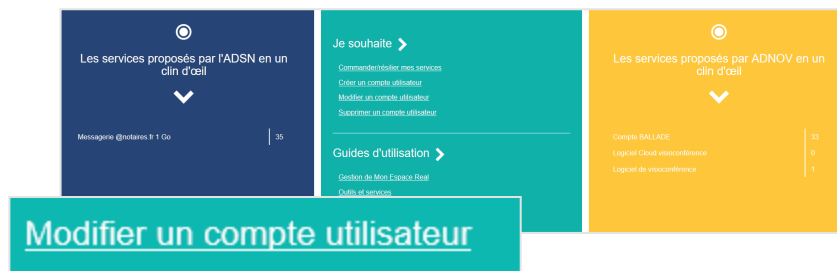 Les services proposés par l'ADSN en un
clin d'œil
Messagerie @notaires.fr 1 Go 35
Je souhaite
Commander/résilier mes services
Créer un compte utilisateur
Modifier un compte utilisateur
Supprimer un compte utilisateur
Guides d'utilisation
Gestion de Mon Espace Real
Outils et services
Les services proposés par ADNOV en un
clin d'œil
Compte BALLADE 33
Logiciel Cloud visioconférence 0
Logiciel de visioconférence 1
Modifier un compte utilisateur